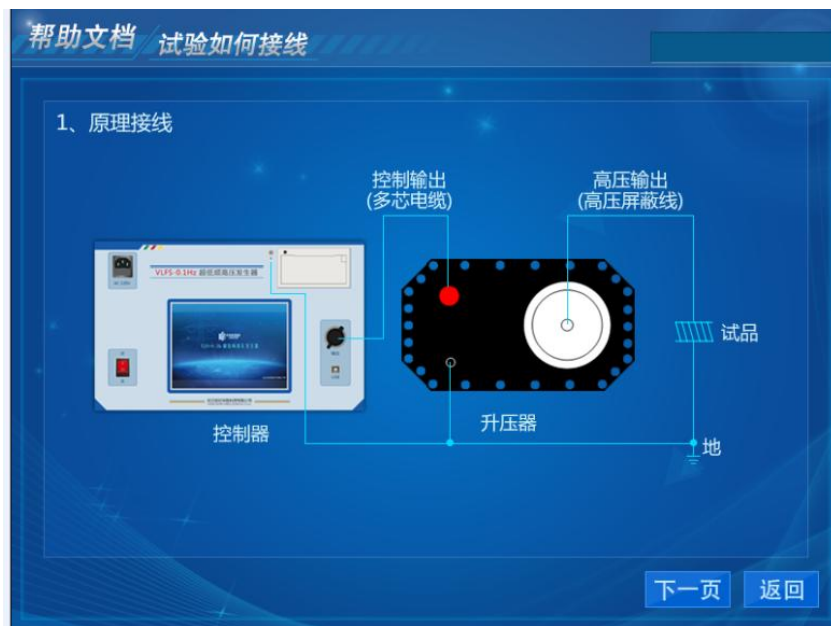 帮助文档
试验如何接线
1、原理接线
控制输出
(多芯电缆)
高压输出
(高压屏蔽线)
VLFS-0.1Hz 超低频高压发生器
试品
控制器
升压器
地
下一页
返回